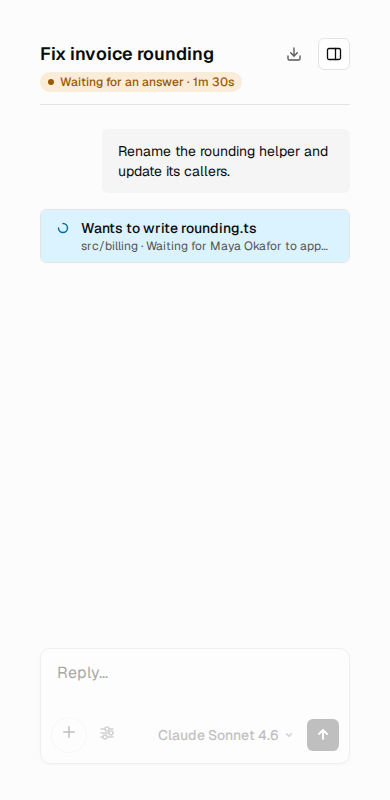 Fix invoice rounding
Waiting for an answer · 1m 30s
Rename the rounding helper and
update its callers.
Wants to write rounding.ts
src/billing · Waiting for Maya Okafor to app…
Reply…
Claude Sonnet 4.6